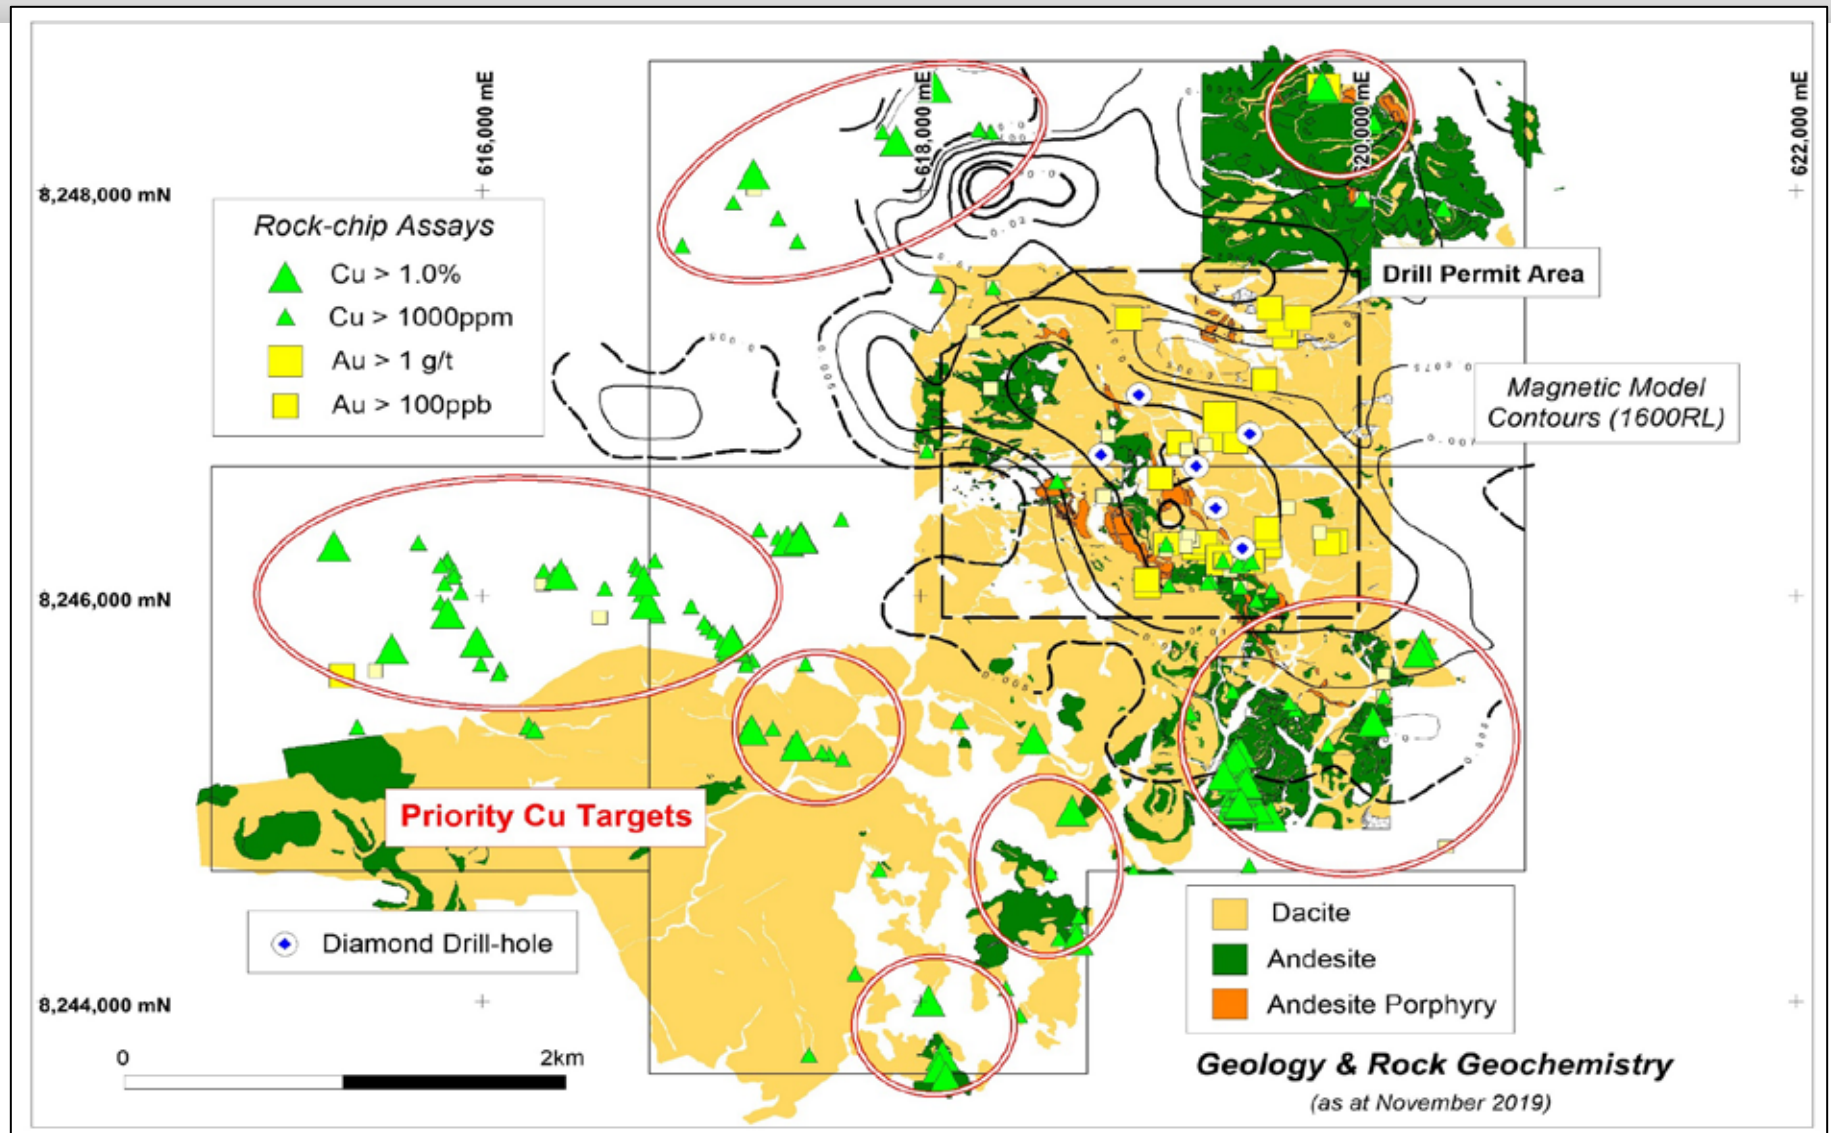 616,000 mE
618,000 mE
620,000 mE
622,000 mE
8,248,000 mN
Rock-chip Assays
Cu > 1.0%
Cu > 1000ppm
Au > 1 g/t
Au > 100ppb
Drill Permit Area
Magnetic Model
Contours (1600RL)
8,246,000 mN
Priority Cu Targets
Diamond Drill-hole
Dacite
Andesite
Andesite Porphyry
8,244,000 mN
0 2km
Geology & Rock Geochemistry
(as at November 2019)